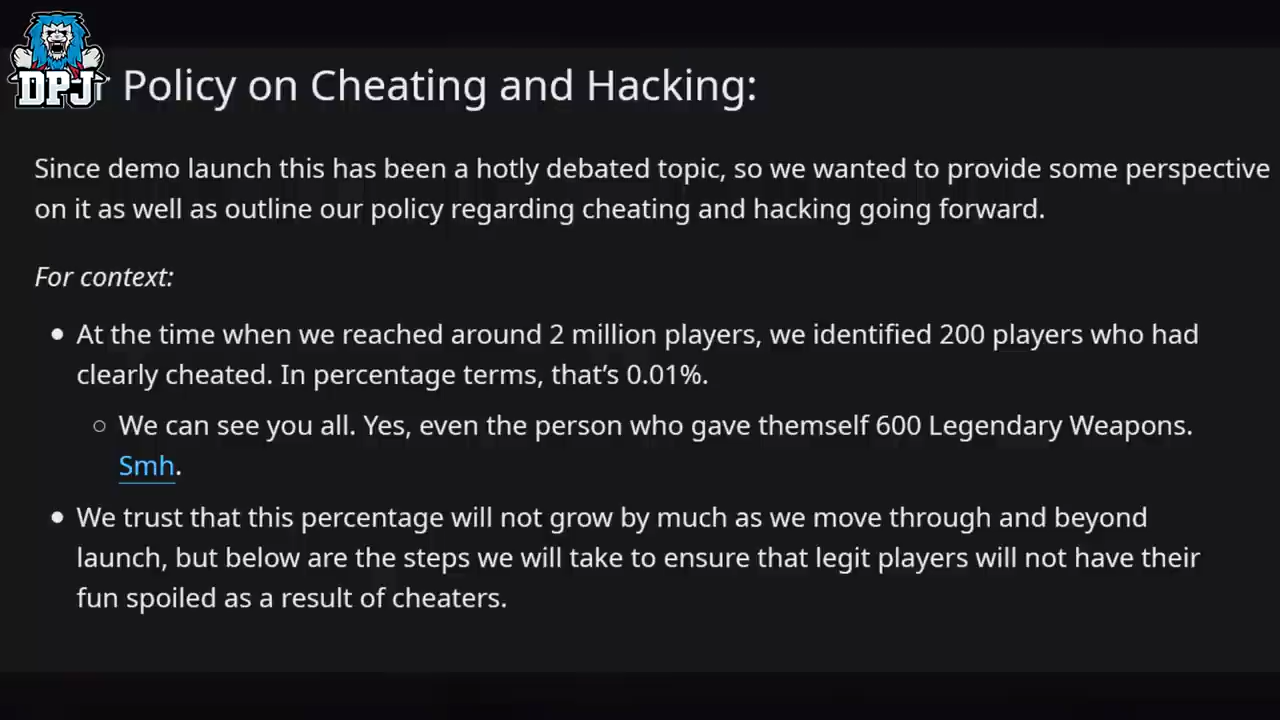 DPJ
r Policy on Cheating and Hacking:
Since demo launch this has been a hotly debated topic, so we wanted to provide some perspective
on it as well as outline our policy regarding cheating and hacking going forward.
For context:
• At the time when we reached around 2 million players, we identified 200 players who had
clearly cheated. In percentage terms, that’s 0.01%.
○ We can see you all. Yes, even the person who gave themself 600 Legendary Weapons.
Smh.
• We trust that this percentage will not grow by much as we move through and beyond
launch, but below are the steps we will take to ensure that legit players will not have their
fun spoiled as a result of cheaters.